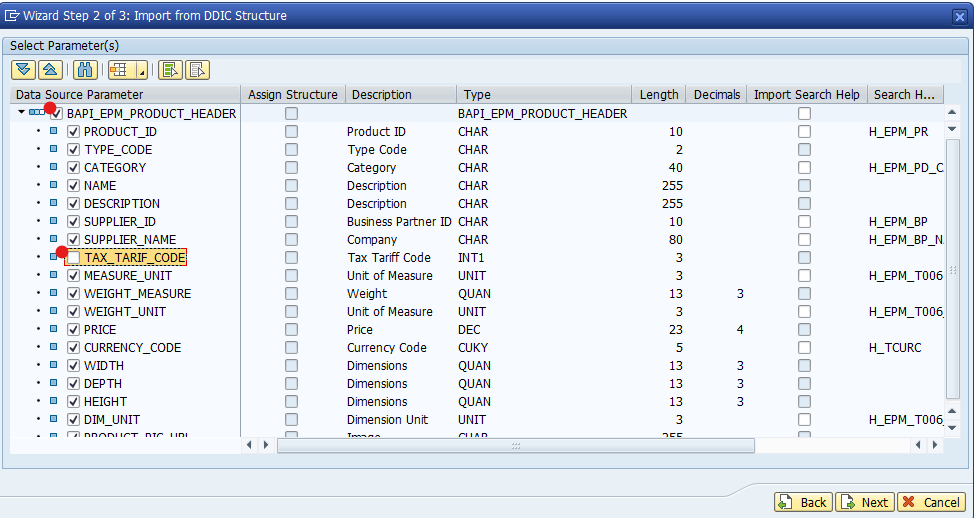 Wizard Step 2 of 3: Import from DDIC Structure
Select Parameter(s)
Data Source Parameter Assign Structure Description Type Length Decimals Import Search Help Search H...
BAPI_EPM_PRODUCT_HEADER BAPI_EPM_PRODUCT_HEADER
PRODUCT_ID Product ID CHAR 10 H_EPM_PR
TYPE_CODE Type Code CHAR 2
CATEGORY Category CHAR 40 H_EPM_PD_C
NAME Description CHAR 255
DESCRIPTION Description CHAR 255
SUPPLIER_ID Business Partner ID CHAR 10 H_EPM_BP
SUPPLIER_NAME Company CHAR 80 H_EPM_BP_N
TAX_TARIF_CODE Tax Tariff Code INT1 3
MEASURE_UNIT Unit of Measure UNIT 3 H_EPM_T006
WEIGHT_MEASURE Weight QUAN 13 3
WEIGHT_UNIT Unit of Measure UNIT 3 H_EPM_T006_
PRICE Price DEC 23 4
CURRENCY_CODE Currency Code CUKY 5 H_TCURC
WIDTH Dimensions QUAN 13 3
DEPTH Dimensions QUAN 13 3
HEIGHT Dimensions QUAN 13 3
DIM_UNIT Dimension Unit UNIT 3 H_EPM_T006_
PRODUCT_PIC_URL Image CHAR 255
Back Next Cancel